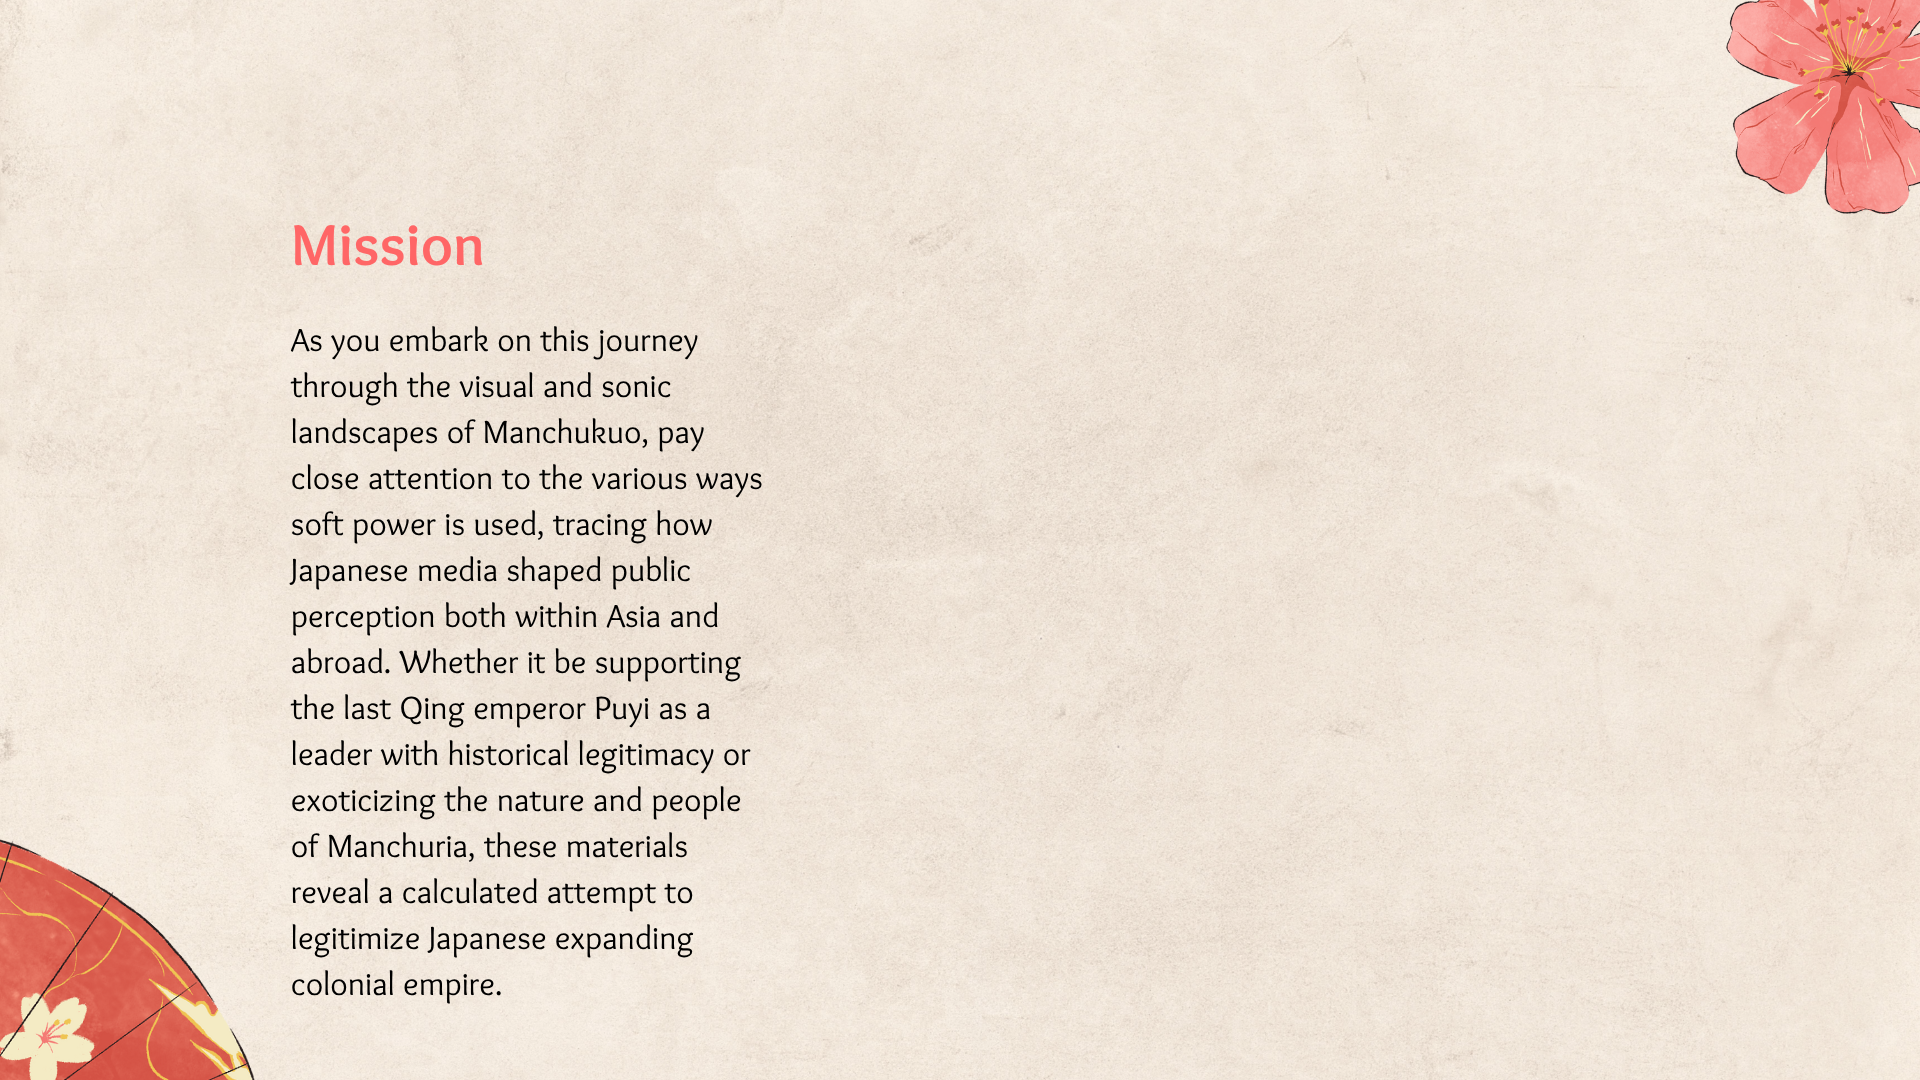 Mission
As you embark on this journey
through the visual and sonic
landscapes of Manchukuo, pay
close attention to the various ways
soft power is used, tracing how
Japanese media shaped public
perception both within Asia and
abroad. Whether it be supporting
the last Qing emperor Puyi as a
leader with historical legitimacy or
exoticizing the nature and people
of Manchuria, these materials
reveal a calculated attempt to
legitimize Japanese expanding
colonial empire.